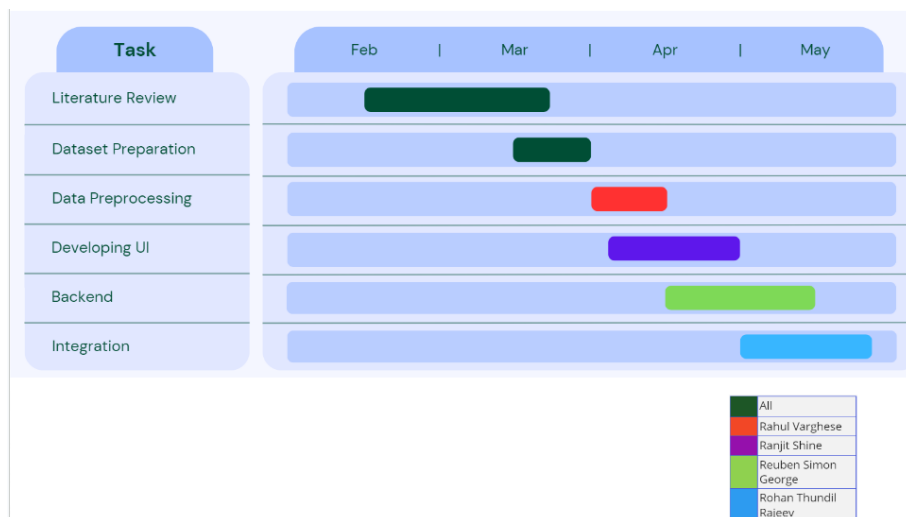 Task
Feb | Mar | Apr | May
Literature Review
Dataset Preparation
Data Preprocessing
Developing UI
Backend
Integration
All
Rahul Varghese
Ranjit Shine
Reuben Simon
George
Rohan Thundil
Rajeev